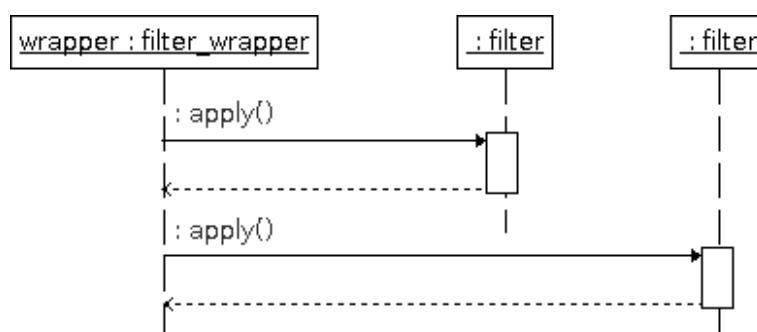 wrapper : filter_wrapper
: filter
: filter
: apply()
: apply()